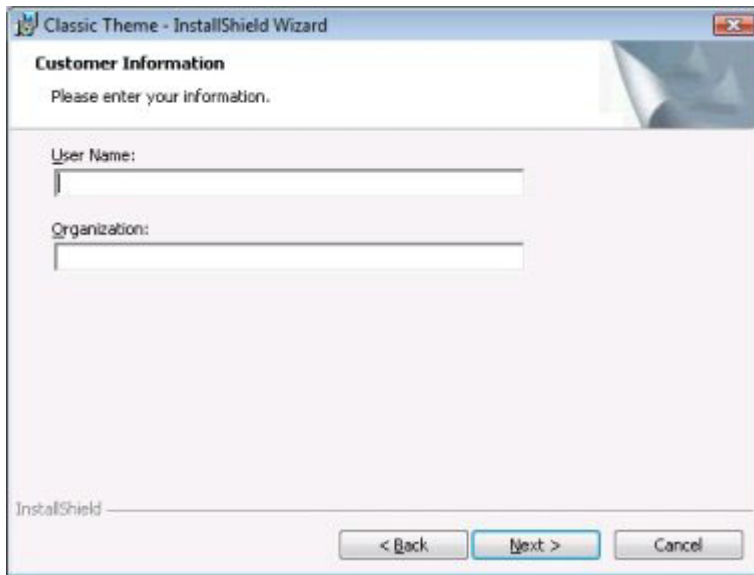 Classic Theme - InstallShield Wizard
Customer Information
Please enter your information.
User Name:
Organization:
InstallShield
< Back Next > Cancel